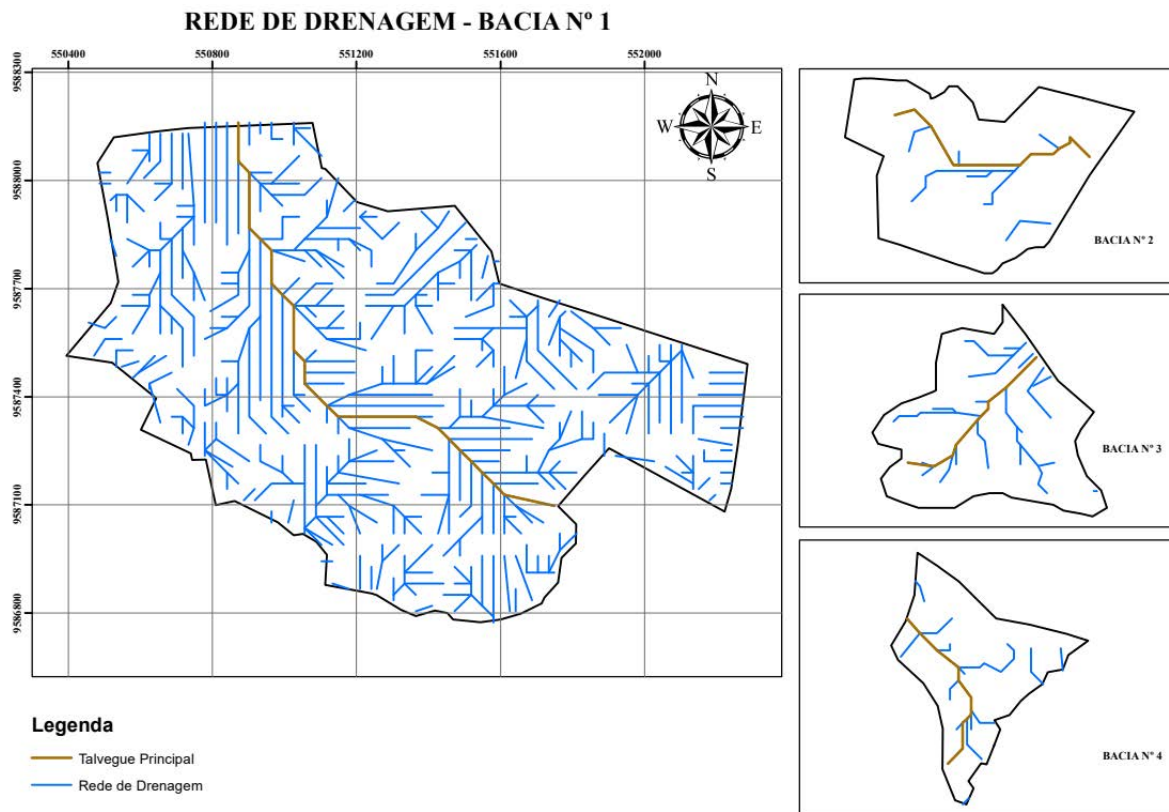 REDE DE DRENAGEM - BACIA Nº 1
550400
550800
551200
551600
552000
9588300
9588000
9587700
9587400
9587100
9586800
N
W
E
S
BACIA Nº 2
BACIA Nº 3
BACIA Nº 4
Legenda
Talvegue Principal
Rede de Drenagem